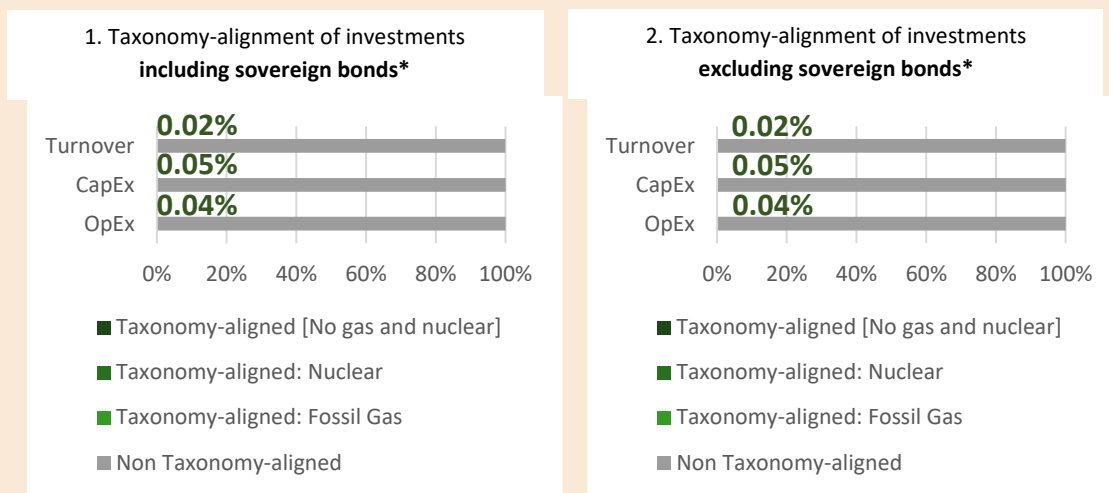 1. Taxonomy-alignment of investments
including sovereign bonds*
0.02%
Turnover
0.05%
CapEx
0.04%
OpEx
0% 20% 40% 60% 80% 100%
Taxonomy-aligned [No gas and nuclear]
Taxonomy-aligned: Nuclear
Taxonomy-aligned: Fossil Gas
Non Taxonomy-aligned
2. Taxonomy-alignment of investments
excluding sovereign bonds*
0.02%
Turnover
0.05%
CapEx
0.04%
OpEx
0% 20% 40% 60% 80% 100%
Taxonomy-aligned [No gas and nuclear]
Taxonomy-aligned: Nuclear
Taxonomy-aligned: Fossil Gas
Non Taxonomy-aligned